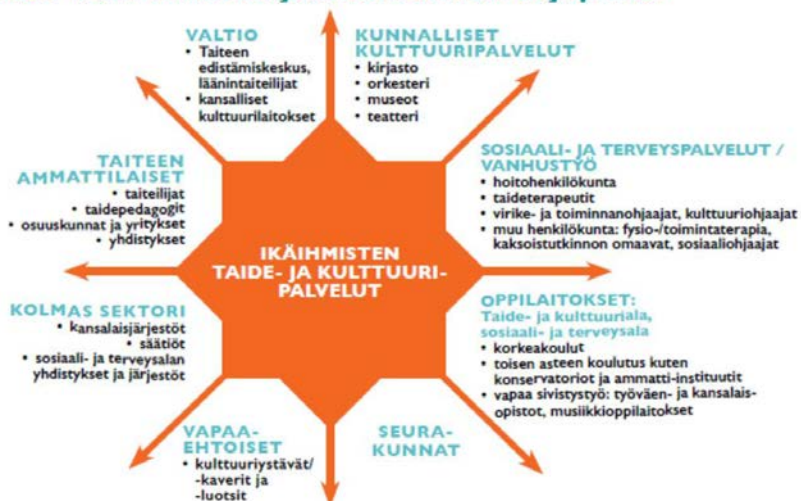 VALTIO
• Taiteen
edistämiskeskus,
läänintaiteilijat
• kansalliset
kulttuurilaitokset
KUNNALLISET
KULTTUURIPALVELUT
• kirjasto
• orkesteri
• museot
• teatteri
SOSIAALI- JA TERVEYSPALVELUT /
VANHUSTYÖ
• hoitohenkilökunta
• taideterapeutit
• virike- ja toiminnanohjaajat, kulttuuriohjaajat
• muu henkilökunta: fysio-/toimintaterapia,
kaksoistutkinnon omaavat, sosiaaliohjaajat
TAITEEN
AMMATTILAISET
• taiteilijat
• taidepedagogit
• osuuskunnat ja yritykset
• yhdistykset
IKÄIHMISTEN
TAIDE- JA KULTTUURI-
PALVELUT
KOLMAS SEKTORI
• kansalaisjärjestöt
• säätiöt
• sosiaali- ja terveysalan
yhdistykset ja järjestöt
OPPILAITOKSET:
Taide- ja kulttuuriala,
sosiaali- ja terveysala
• korkeakoulut
• toisen asteen koulutus kuten
konservatoriot ja ammatti-instituutit
• vapaa sivistystyö: työväen- ja kansalais-
opistot, musiikkioppilaitokset
VAPAA-
EHTOISET
• kulttuuriystävät/
-kaverit ja
-luotsit
SEURA-
KUNNAT